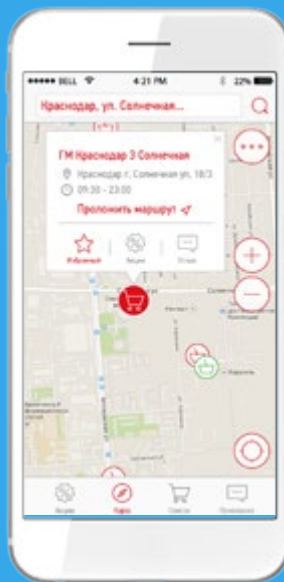 BELL 4:21 PM 22%
Краснодар, ул. Солнечная...
ГМ Краснодар 3 Солнечная
Краснодар г, Солнечная ул, 18/3
09:30 - 23:00
Проложить маршрут
Избранный Акции Отзыв
Акции Карта Список